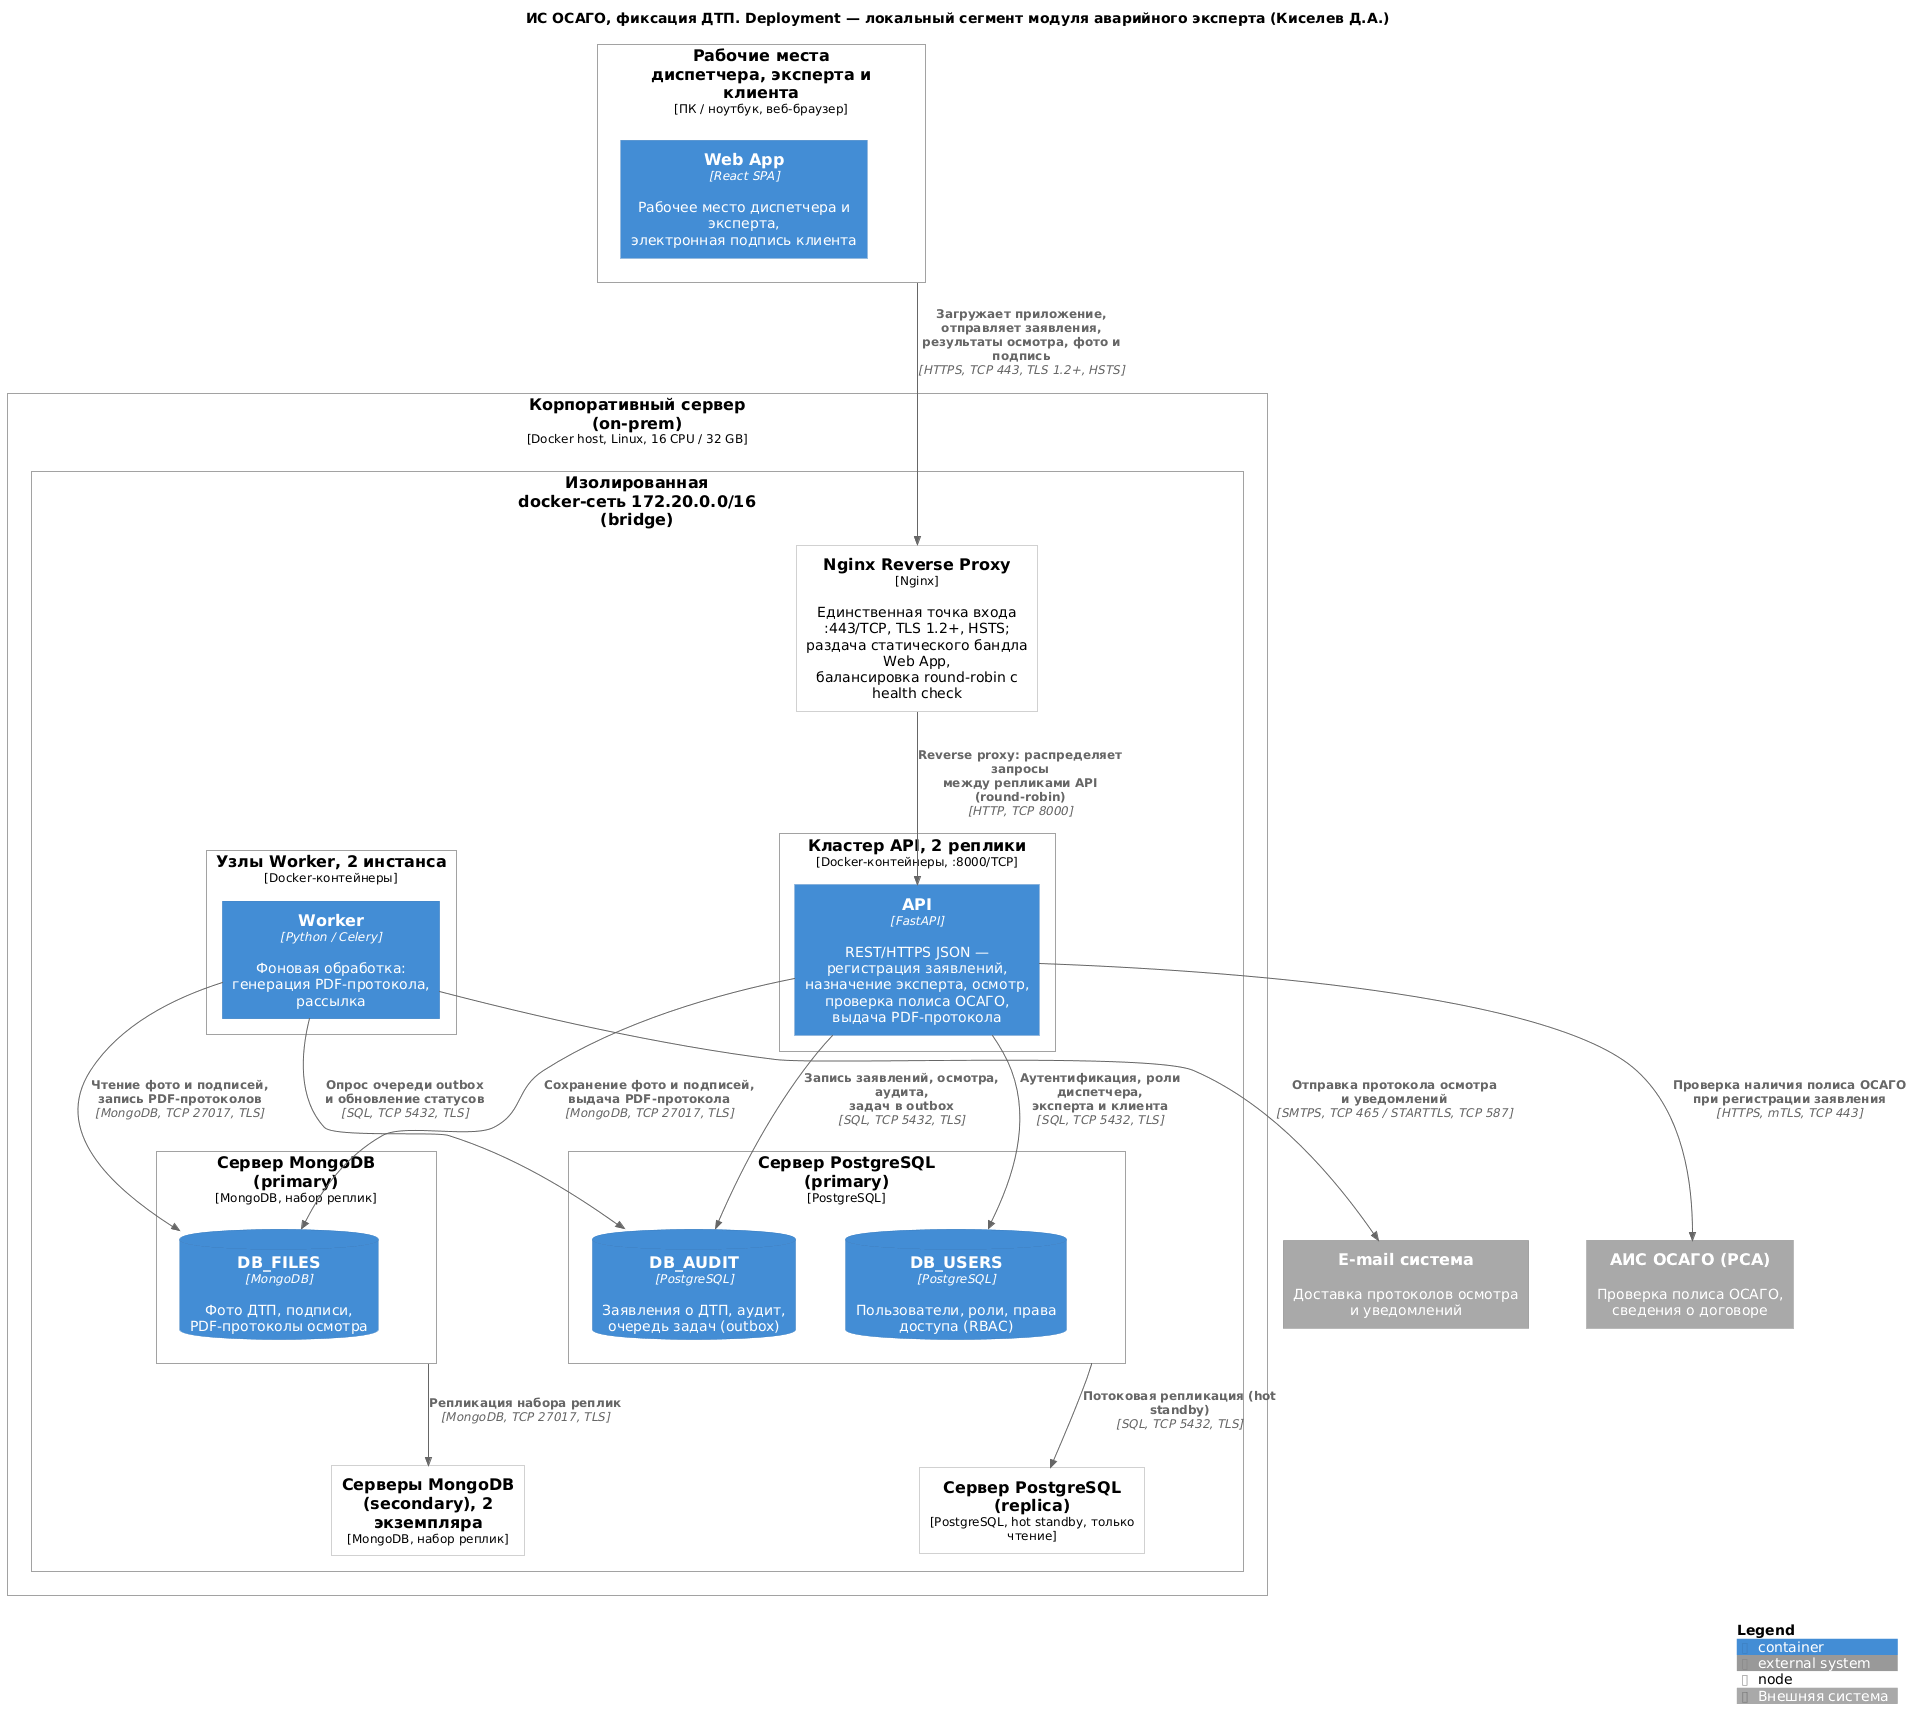 ИС ОСАГО, фиксация ДТП. Deployment — локальный сегмент модуля аварийного эксперта (Киселев Д.А.)
Рабочие места
диспетчера, эксперта и
клиента
[ПК / ноутбук, веб-браузер]
Web App
[React SPA]
Рабочее место диспетчера и
эксперта,
электронная подпись клиента
Загружает приложение,
отправляет заявления,
результаты осмотра, фото и
подпись
[HTTPS, TCP 443, TLS 1.2+, HSTS]
Корпоративный сервер
(on-prem)
[Docker host, Linux, 16 CPU / 32 GB]
Изолированная
docker-сеть 172.20.0.0/16
(bridge)
Nginx Reverse Proxy
[Nginx]
Единственная точка входа
:443/TCP, TLS 1.2+, HSTS;
раздача статического бандла
Web App,
балансировка round-robin с
health check
Reverse proxy: распределяет
запросы
между репликами API
(round-robin)
[HTTP, TCP 8000]
Узлы Worker, 2 инстанса
[Docker-контейнеры]
Worker
[Python / Celery]
Фоновая обработка:
генерация PDF-протокола,
рассылка
Кластер API, 2 реплики
[Docker-контейнеры, :8000/TCP]
API
[FastAPI]
REST/HTTPS JSON —
регистрация заявлений,
назначение эксперта, осмотр,
проверка полиса ОСАГО,
выдача PDF-протокола
Чтение фото и подписей,
запись PDF-протоколов
[MongoDB, TCP 27017, TLS]
Опрос очереди outbox
и обновление статусов
[SQL, TCP 5432, TLS]
Сохранение фото и подписей,
выдача PDF-протокола
[MongoDB, TCP 27017, TLS]
Запись заявлений, осмотра,
аудита,
задач в outbox
[SQL, TCP 5432, TLS]
Аутентификация, роли
диспетчера,
эксперта и клиента
[SQL, TCP 5432, TLS]
Отправка протокола осмотра
и уведомлений
[SMTPS, TCP 465 / STARTTLS, TCP 587]
Проверка наличия полиса ОСАГО
при регистрации заявления
[HTTPS, mTLS, TCP 443]
Сервер MongoDB
(primary)
[MongoDB, набор реплик]
DB_FILES
[MongoDB]
Фото ДТП, подписи,
PDF-протоколы осмотра
Сервер PostgreSQL
(primary)
[PostgreSQL]
DB_AUDIT
[PostgreSQL]
Заявления о ДТП, аудит,
очередь задач (outbox)
DB_USERS
[PostgreSQL]
Пользователи, роли, права
доступа (RBAC)
E-mail система
Доставка протоколов осмотра
и уведомлений
АИС ОСАГО (РСА)
Проверка полиса ОСАГО,
сведения о договоре
Репликация набора реплик
[MongoDB, TCP 27017, TLS]
Потоковая репликация (hot
standby)
[SQL, TCP 5432, TLS]
Серверы MongoDB
(secondary), 2
экземпляра
[MongoDB, набор реплик]
Сервер PostgreSQL
(replica)
[PostgreSQL, hot standby, только
чтение]
Legend
container
external system
node
Внешняя система